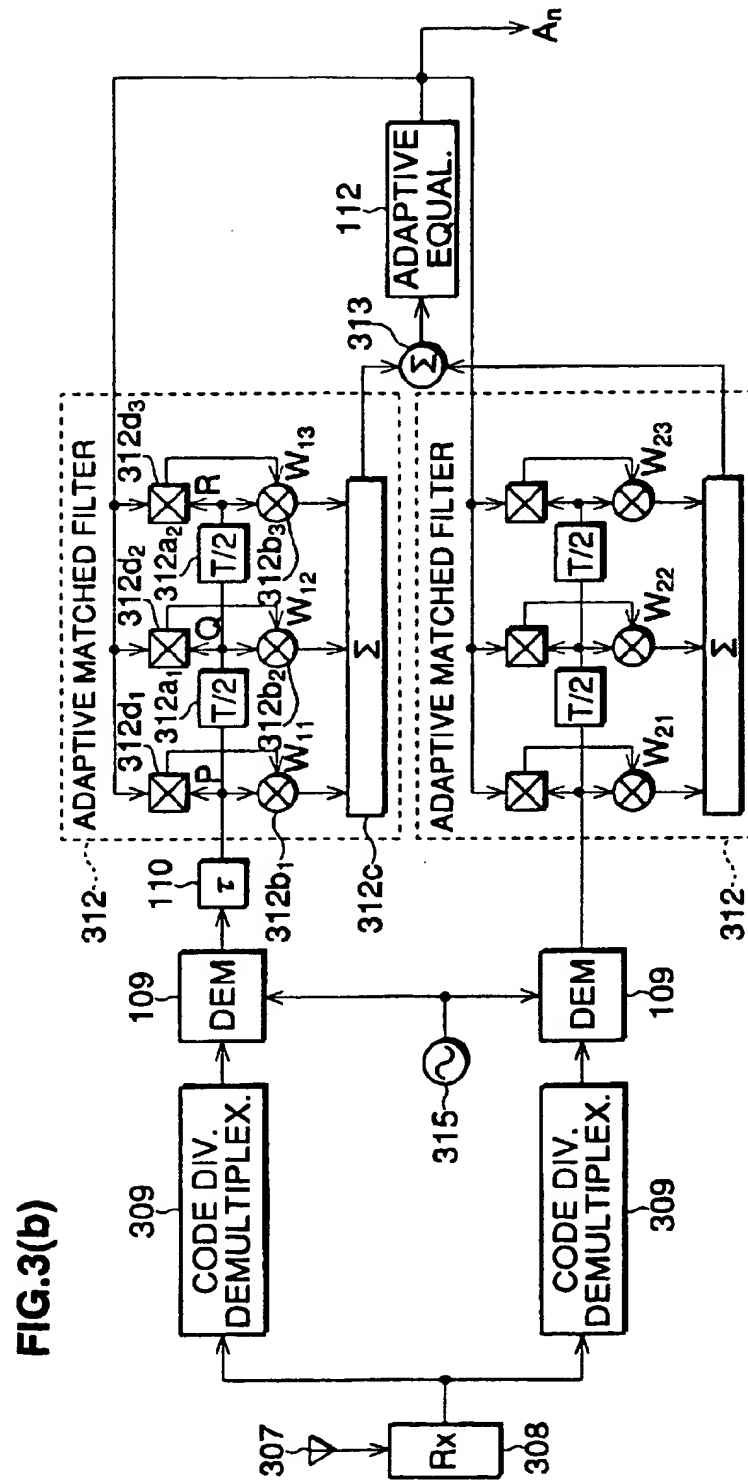 FIG.3(b)
307
Rx
308
309
CODE DIV.
DEMULTIPLEX.
CODE DIV.
DEMULTIPLEX.
309
109
DEM
315
DEM
109
110
τ
312
ADAPTIVE MATCHED FILTER
312d1
312d2
312d3
P
Q
R
312a1
312a2
T/2
T/2
W11
W12
W13
312b1
312b2
312b3
Σ
312c
ADAPTIVE MATCHED FILTER
T/2
T/2
W21
W22
W23
Σ
312
313
Σ
112
ADAPTIVE
EQUAL.
An